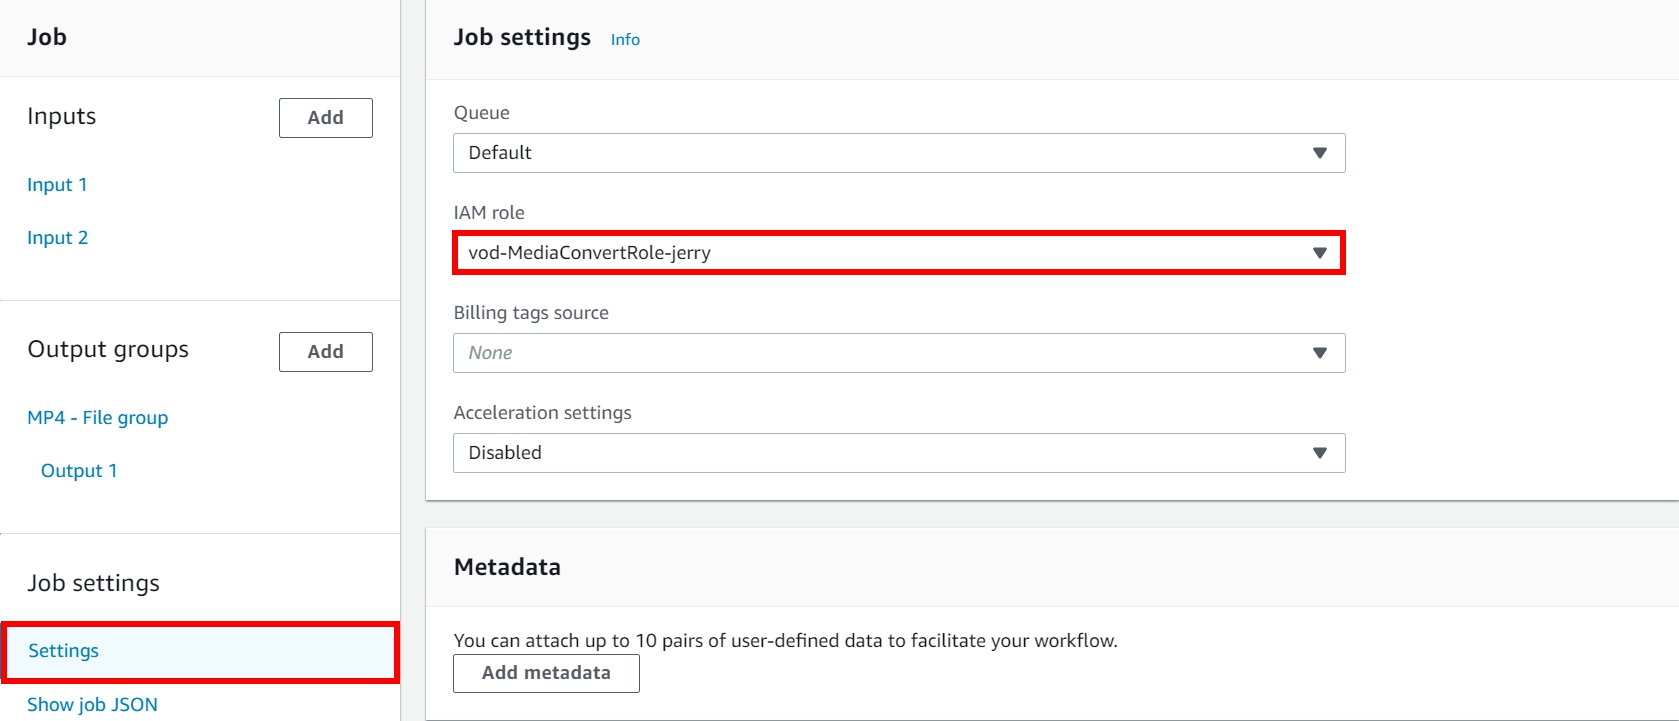 Job
Inputs
Add
Input 1
Input 2
Output groups
Add
MP4 - File group
Output 1
Job settings
Settings
Show job JSON
Job settings Info
Queue
Default
IAM role
vod-MediaConvertRole-jerry
Billing tags source
None
Acceleration settings
Disabled
Metadata
You can attach up to 10 pairs of user-defined data to facilitate your workflow.
Add metadata